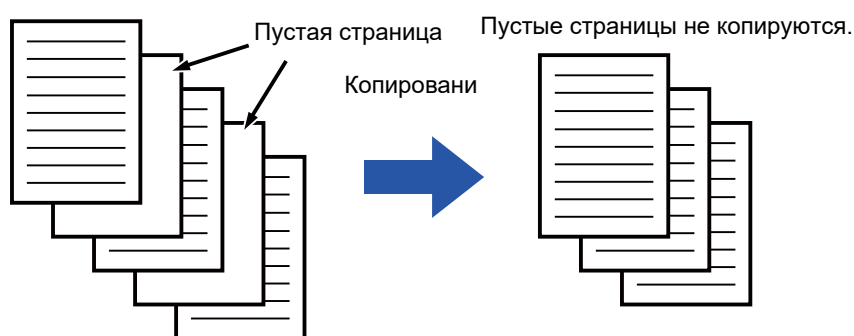 Пустая страница
Пустые страницы не копируются.
Копировани